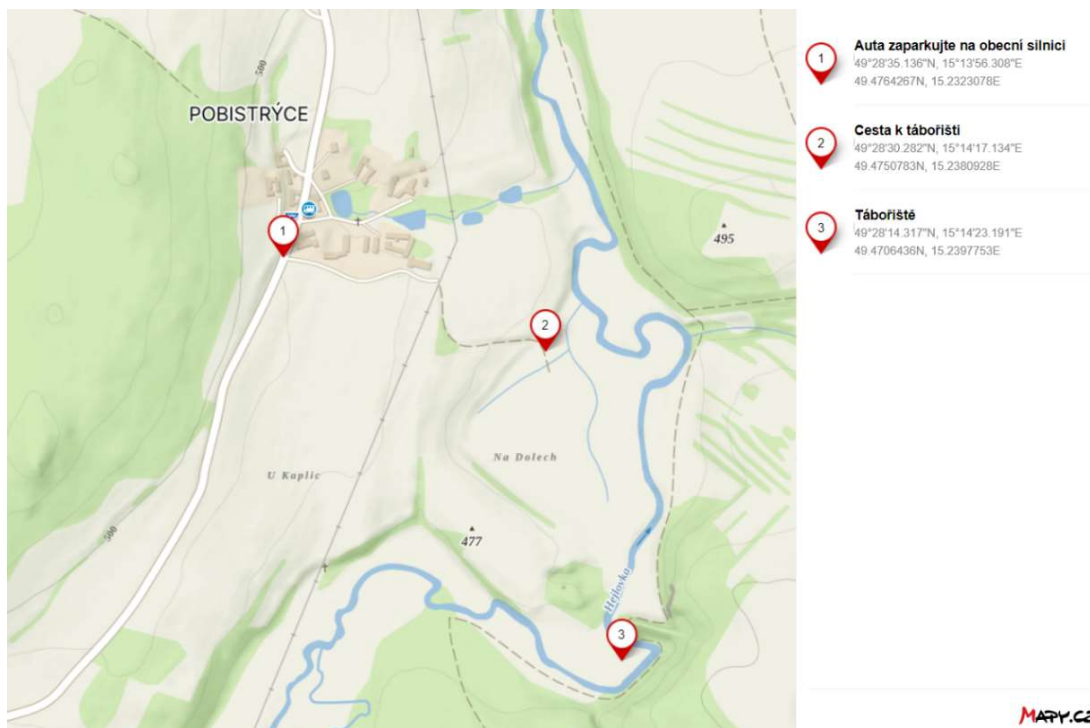 500
POBISTRÝCE
1
495
2
Na Dolech
U Kaplic
477
500
Hejlovka
3
1
Auta zaparkujte na obecní silnici
49°28'35.136"N, 15°13'56.308"E
49.4764267N, 15.2323078E
2
Cesta k tábořišti
49°28'30.282"N, 15°14'17.134"E
49.4750783N, 15.2380928E
3
Tábořiště
49°28'14.317"N, 15°14'23.191"E
49.4706436N, 15.2397753E
MAPY.CZ